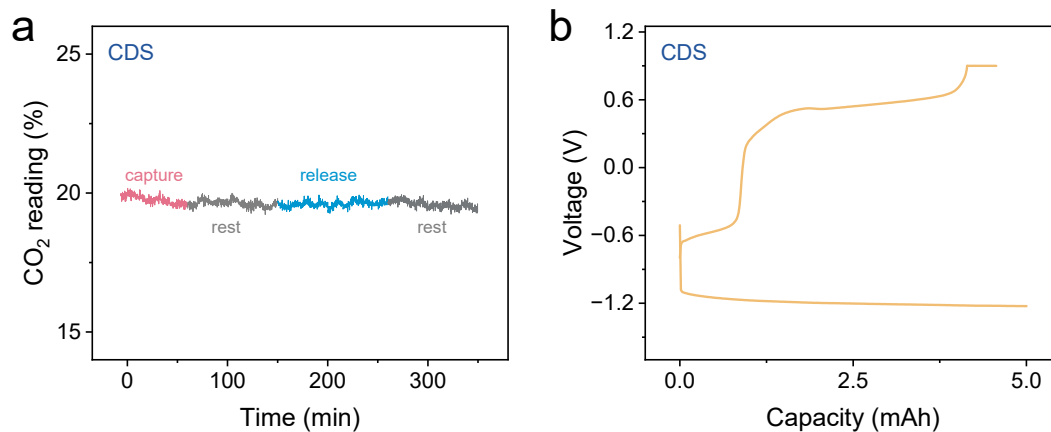 a
CDS
CO₂ reading (%)
25
20
15
capture
rest
release
rest
0
100
200
300
Time (min)
b
CDS
Voltage (V)
1.2
0.6
0.0
−0.6
−1.2
0.0
2.5
5.0
Capacity (mAh)